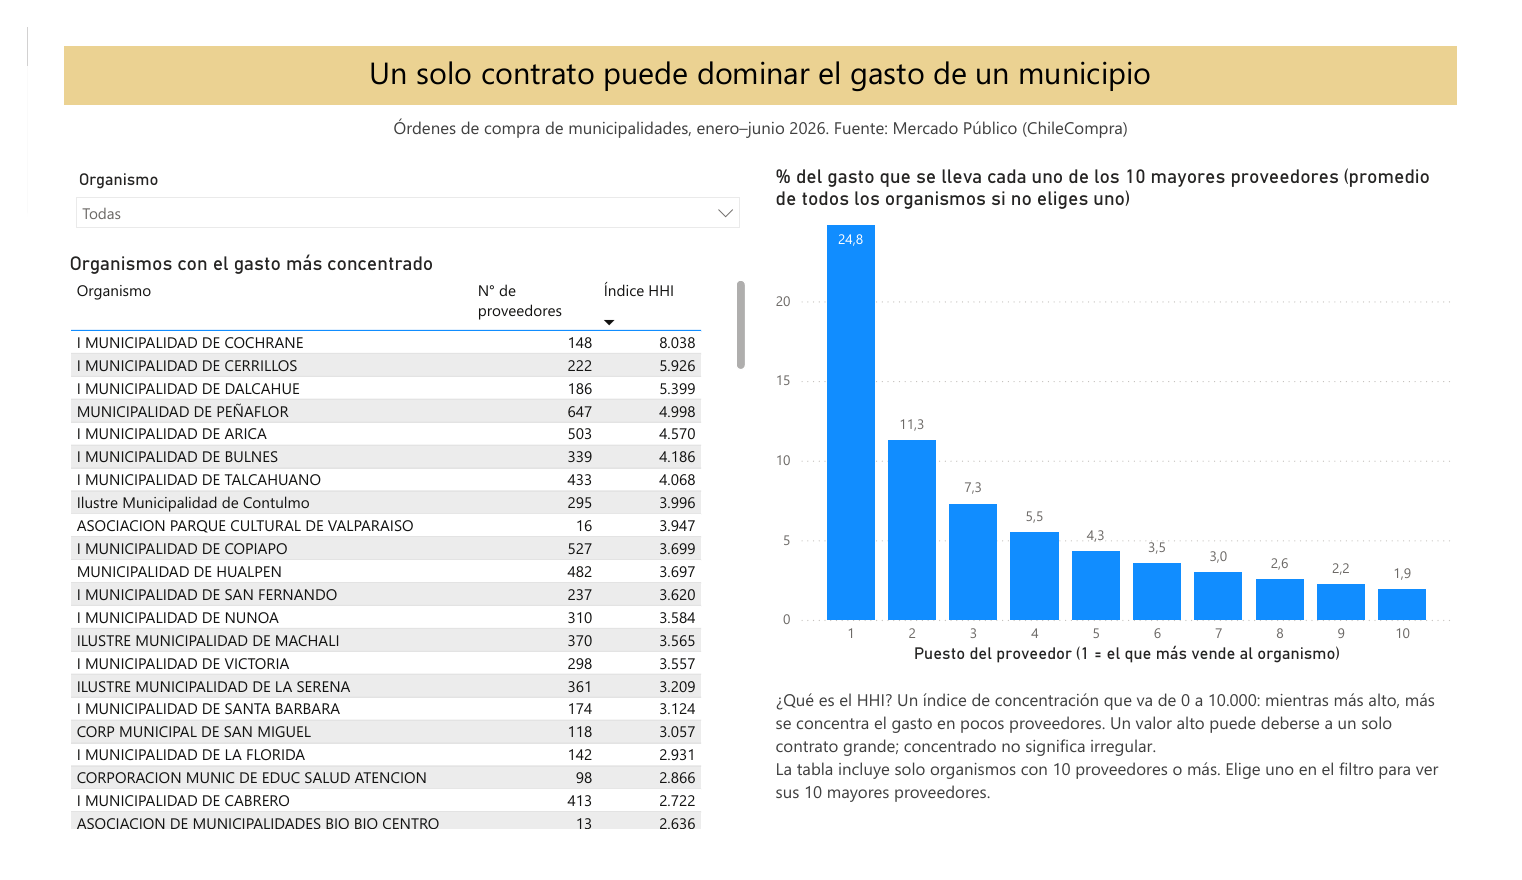 Un solo contrato puede dominar el gasto de un municipio
Órdenes de compra de municipalidades, enero–junio 2026. Fuente: Mercado Público (ChileCompra)
Organismo
Todas
Organismos con el gasto más concentrado
Organismo N° de proveedores Índice HHI
I MUNICIPALIDAD DE COCHRANE 148 8.038
I MUNICIPALIDAD DE CERRILLOS 222 5.926
I MUNICIPALIDAD DE DALCAHUE 186 5.399
MUNICIPALIDAD DE PEÑAFLOR 647 4.998
I MUNICIPALIDAD DE ARICA 503 4.570
I MUNICIPALIDAD DE BULNES 339 4.186
I MUNICIPALIDAD DE TALCAHUANO 433 4.068
Ilustre Municipalidad de Contulmo 295 3.996
ASOCIACION PARQUE CULTURAL DE VALPARAISO 16 3.947
I MUNICIPALIDAD DE COPIAPO 527 3.699
MUNICIPALIDAD DE HUALPEN 482 3.697
I MUNICIPALIDAD DE SAN FERNANDO 237 3.620
I MUNICIPALIDAD DE NUNOA 310 3.584
ILUSTRE MUNICIPALIDAD DE MACHALI 370 3.565
I MUNICIPALIDAD DE VICTORIA 298 3.557
ILUSTRE MUNICIPALIDAD DE LA SERENA 361 3.209
I MUNICIPALIDAD DE SANTA BARBARA 174 3.124
CORP MUNICIPAL DE SAN MIGUEL 118 3.057
I MUNICIPALIDAD DE LA FLORIDA 142 2.931
CORPORACION MUNIC DE EDUC SALUD ATENCION 98 2.866
I MUNICIPALIDAD DE CABRERO 413 2.722
ASOCIACION DE MUNICIPALIDADES BIO BIO CENTRO 13 2.636
% del gasto que se lleva cada uno de los 10 mayores proveedores (promedio
de todos los organismos si no eliges uno)
24,8
20
15
11,3
10
7,3
5,5
5
4,3
3,5
3,0
2,6
2,2
1,9
0
1 2 3 4 5 6 7 8 9 10
Puesto del proveedor (1 = el que más vende al organismo)
¿Qué es el HHI? Un índice de concentración que va de 0 a 10.000: mientras más alto, más
se concentra el gasto en pocos proveedores. Un valor alto puede deberse a un solo
contrato grande; concentrado no significa irregular.
La tabla incluye solo organismos con 10 proveedores o más. Elige uno en el filtro para ver
sus 10 mayores proveedores.